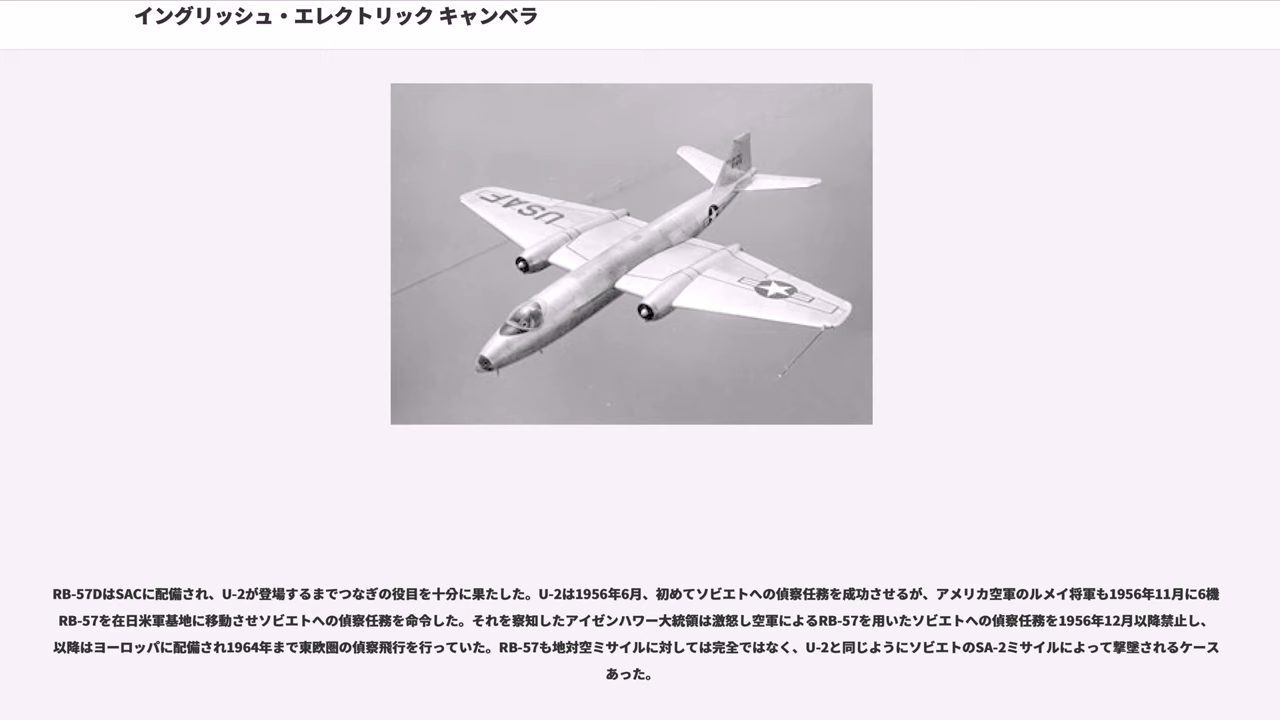 イングリッシュ・エレクトリック キャンベラ
USAF
RB-57DはSACに配備され、U-2が登場するまでつなぎの役目を十分に果たした。U-2は1956年6月、初めてソビエトへの偵察任務を成功させるが、アメリカ空軍のルメイ将軍も1956年11月に6機
RB-57を在日米軍基地に移動させソビエトへの偵察任務を命令した。それを察知したアイゼンハワー大統領は激怒し空軍によるRB-57を用いたソビエトへの偵察任務を1956年12月以降禁止し、
以降はヨーロッパに配備され1964年まで東欧圏の偵察飛行を行っていた。RB-57も地対空ミサイルに対しては完全ではなく、U-2と同じようにソビエトのSA-2ミサイルによって撃墜されるケース
あった。